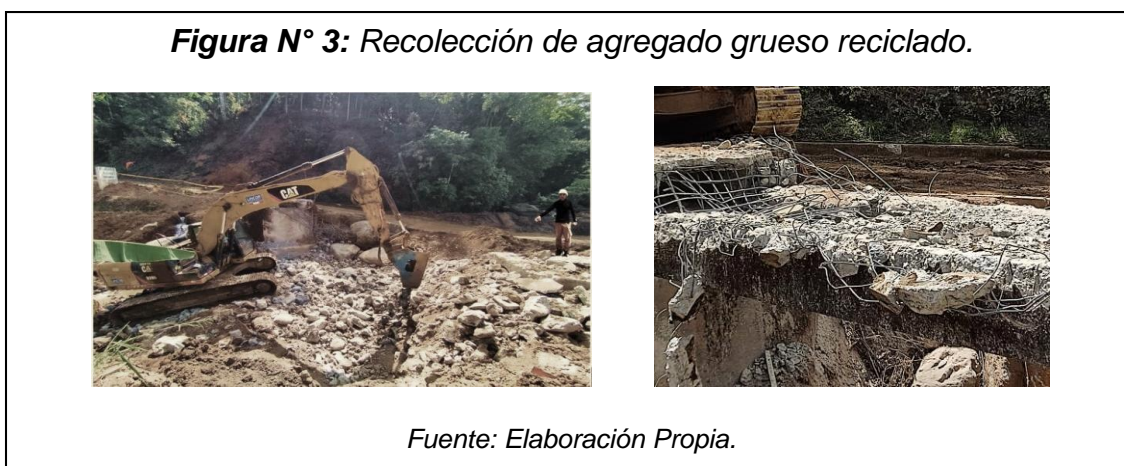 Figura N° 3: Recolección de agregado grueso reciclado.
CAT
Fuente: Elaboración Propia.